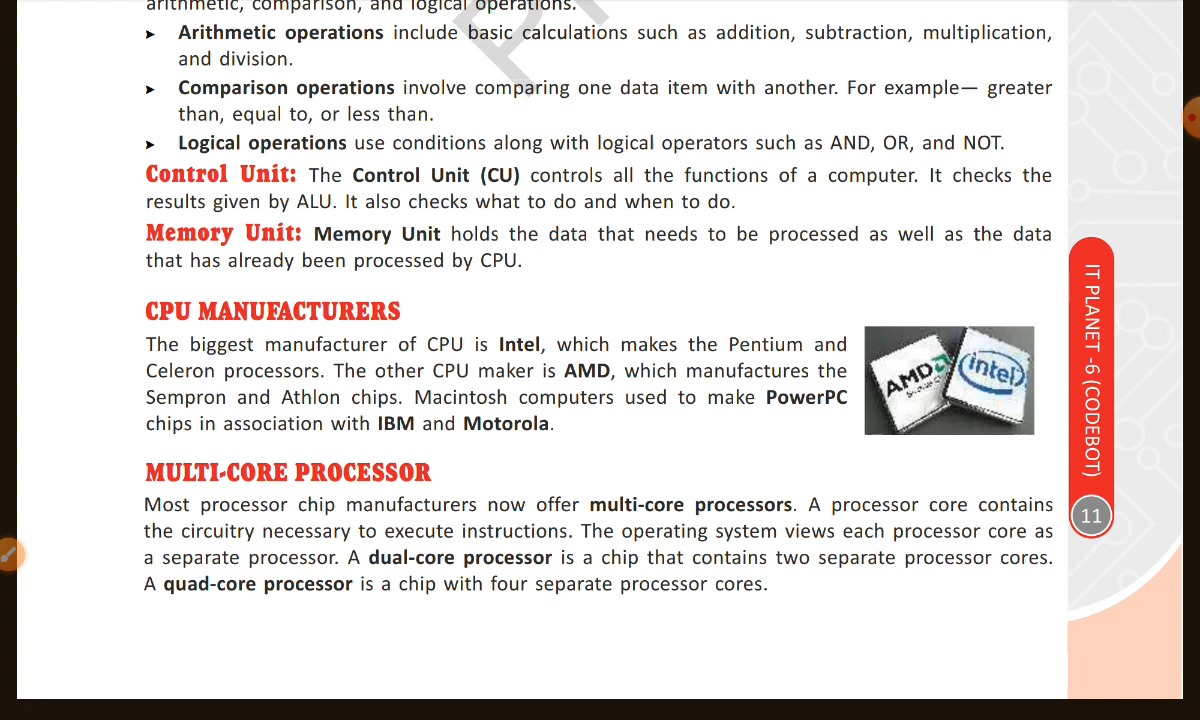 arithmetic, comparison, and logical operations.
➤ Arithmetic operations include basic calculations such as addition, subtraction, multiplication,
and division.
➤ Comparison operations involve comparing one data item with another. For example— greater
than, equal to, or less than.
➤ Logical operations use conditions along with logical operators such as AND, OR, and NOT.
Control Unit: The Control Unit (CU) controls all the functions of a computer. It checks the
results given by ALU. It also checks what to do and when to do.
Memory Unit: Memory Unit holds the data that needs to be processed as well as the data
that has already been processed by CPU.
CPU MANUFACTURERS
The biggest manufacturer of CPU is Intel, which makes the Pentium and
Celeron processors. The other CPU maker is AMD, which manufactures the
Sempron and Athlon chips. Macintosh computers used to make PowerPC
chips in association with IBM and Motorola.
AMD
intel
MULTI-CORE PROCESSOR
Most processor chip manufacturers now offer multi-core processors. A processor core contains
the circuitry necessary to execute instructions. The operating system views each processor core as
a separate processor. A dual-core processor is a chip that contains two separate processor cores.
A quad-core processor is a chip with four separate processor cores.
IT PLANET -6 (CODEBOT)
11